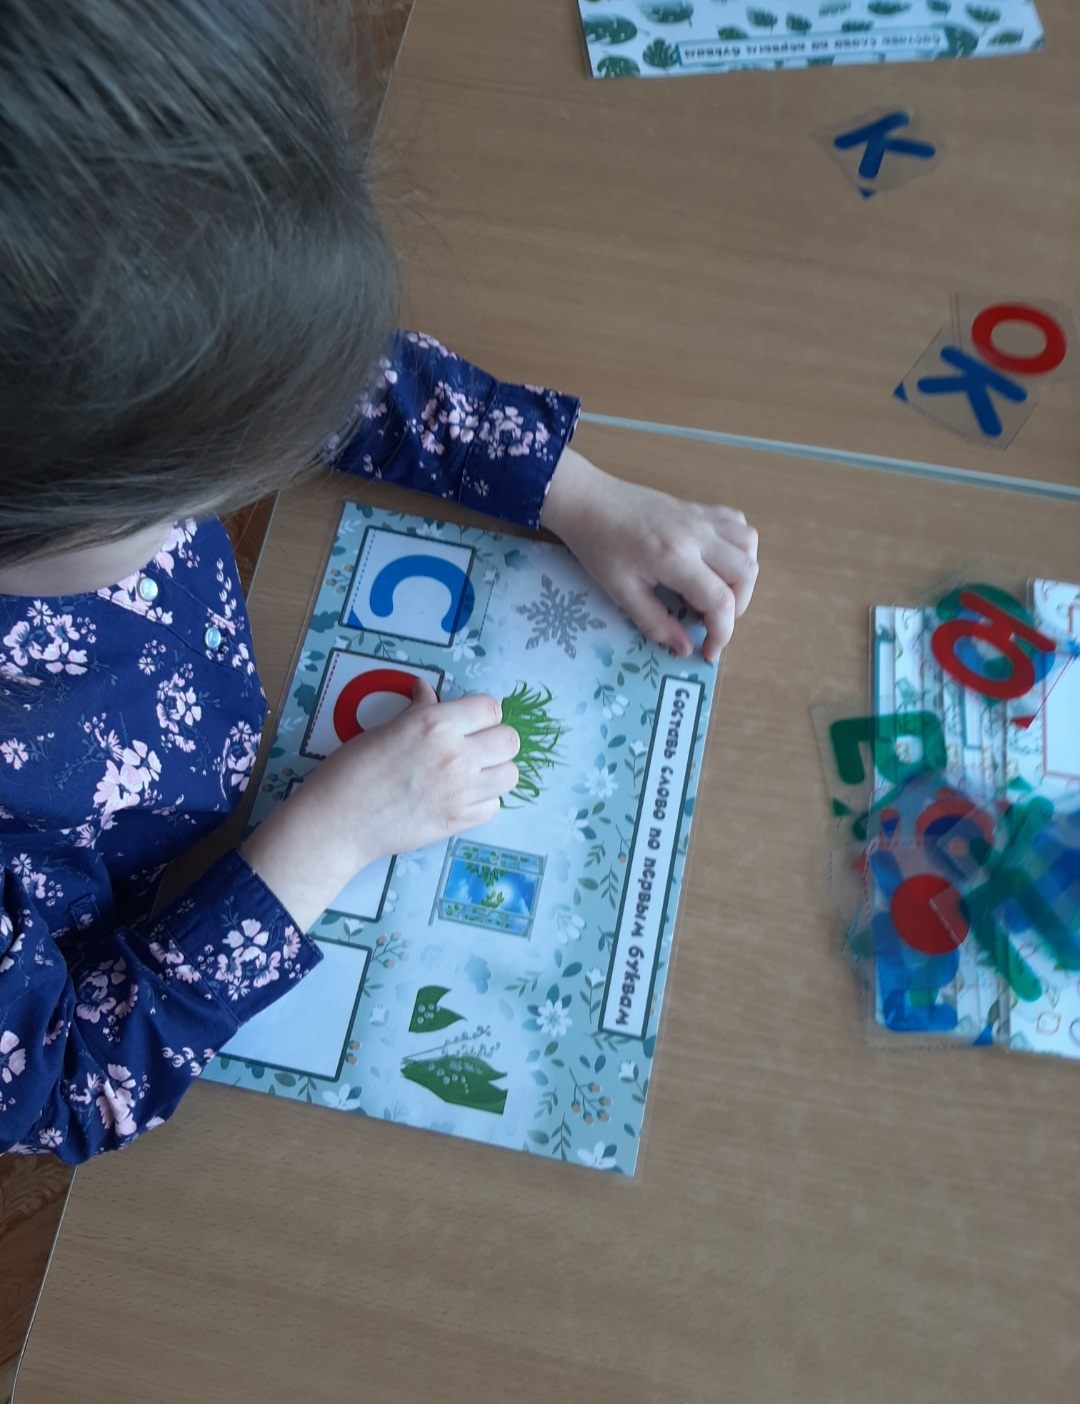 Составь слово по первым буквам
К
О
К
С
О
Составь слово по первым буквам
Ю